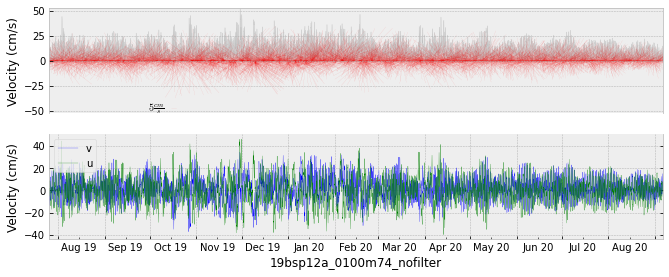 50
25
0
−25
−50
Velocity (cm/s)
5 cm/s
40
20
0
−20
−40
Velocity (cm/s)
v
u
Aug 19 Sep 19 Oct 19 Nov 19 Dec 19 Jan 20 Feb 20 Mar 20 Apr 20 May 20 Jun 20 Jul 20 Aug 20
19bsp12a_0100m74_nofilter